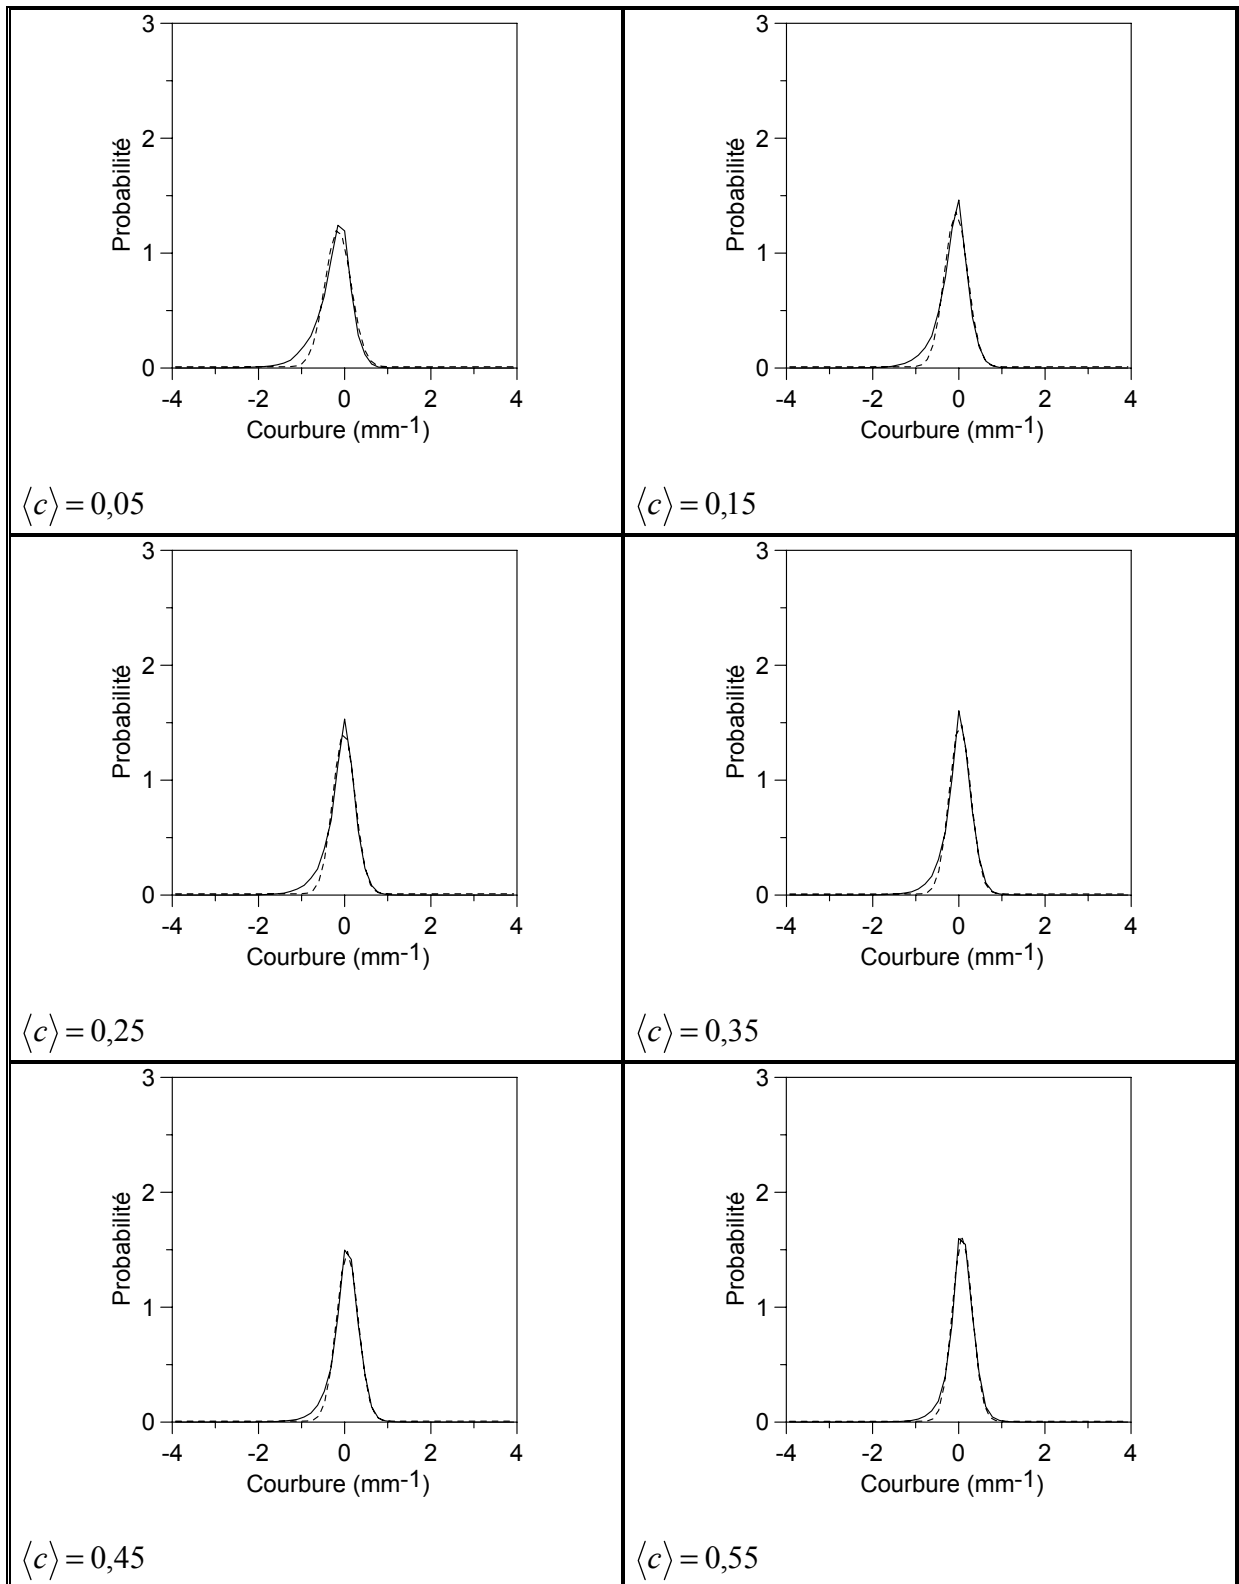 3
2
1
0
Probabilité
-4 -2 0 2 4
Courbure (mm-1)
⟨c⟩ = 0,05
3
2
1
0
Probabilité
-4 -2 0 2 4
Courbure (mm-1)
⟨c⟩ = 0,15
3
2
1
0
Probabilité
-4 -2 0 2 4
Courbure (mm-1)
⟨c⟩ = 0,25
3
2
1
0
Probabilité
-4 -2 0 2 4
Courbure (mm-1)
⟨c⟩ = 0,35
3
2
1
0
Probabilité
-4 -2 0 2 4
Courbure (mm-1)
⟨c⟩ = 0,45
3
2
1
0
Probabilité
-4 -2 0 2 4
Courbure (mm-1)
⟨c⟩ = 0,55